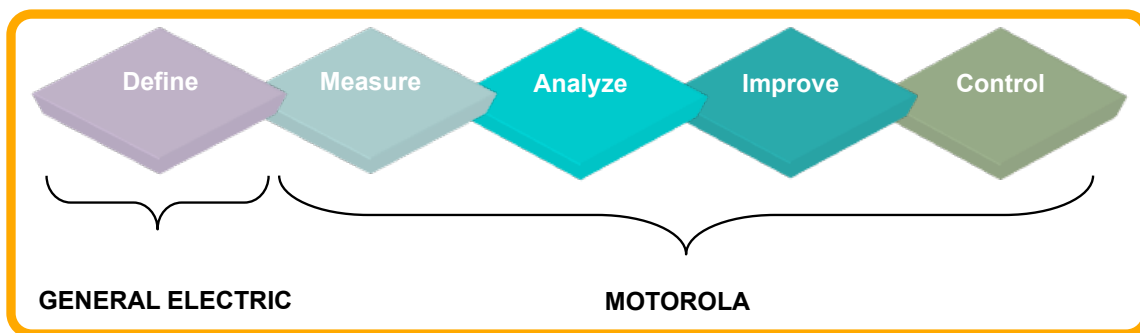 Define
Measure
Analyze
Improve
Control
GENERAL ELECTRIC
MOTOROLA